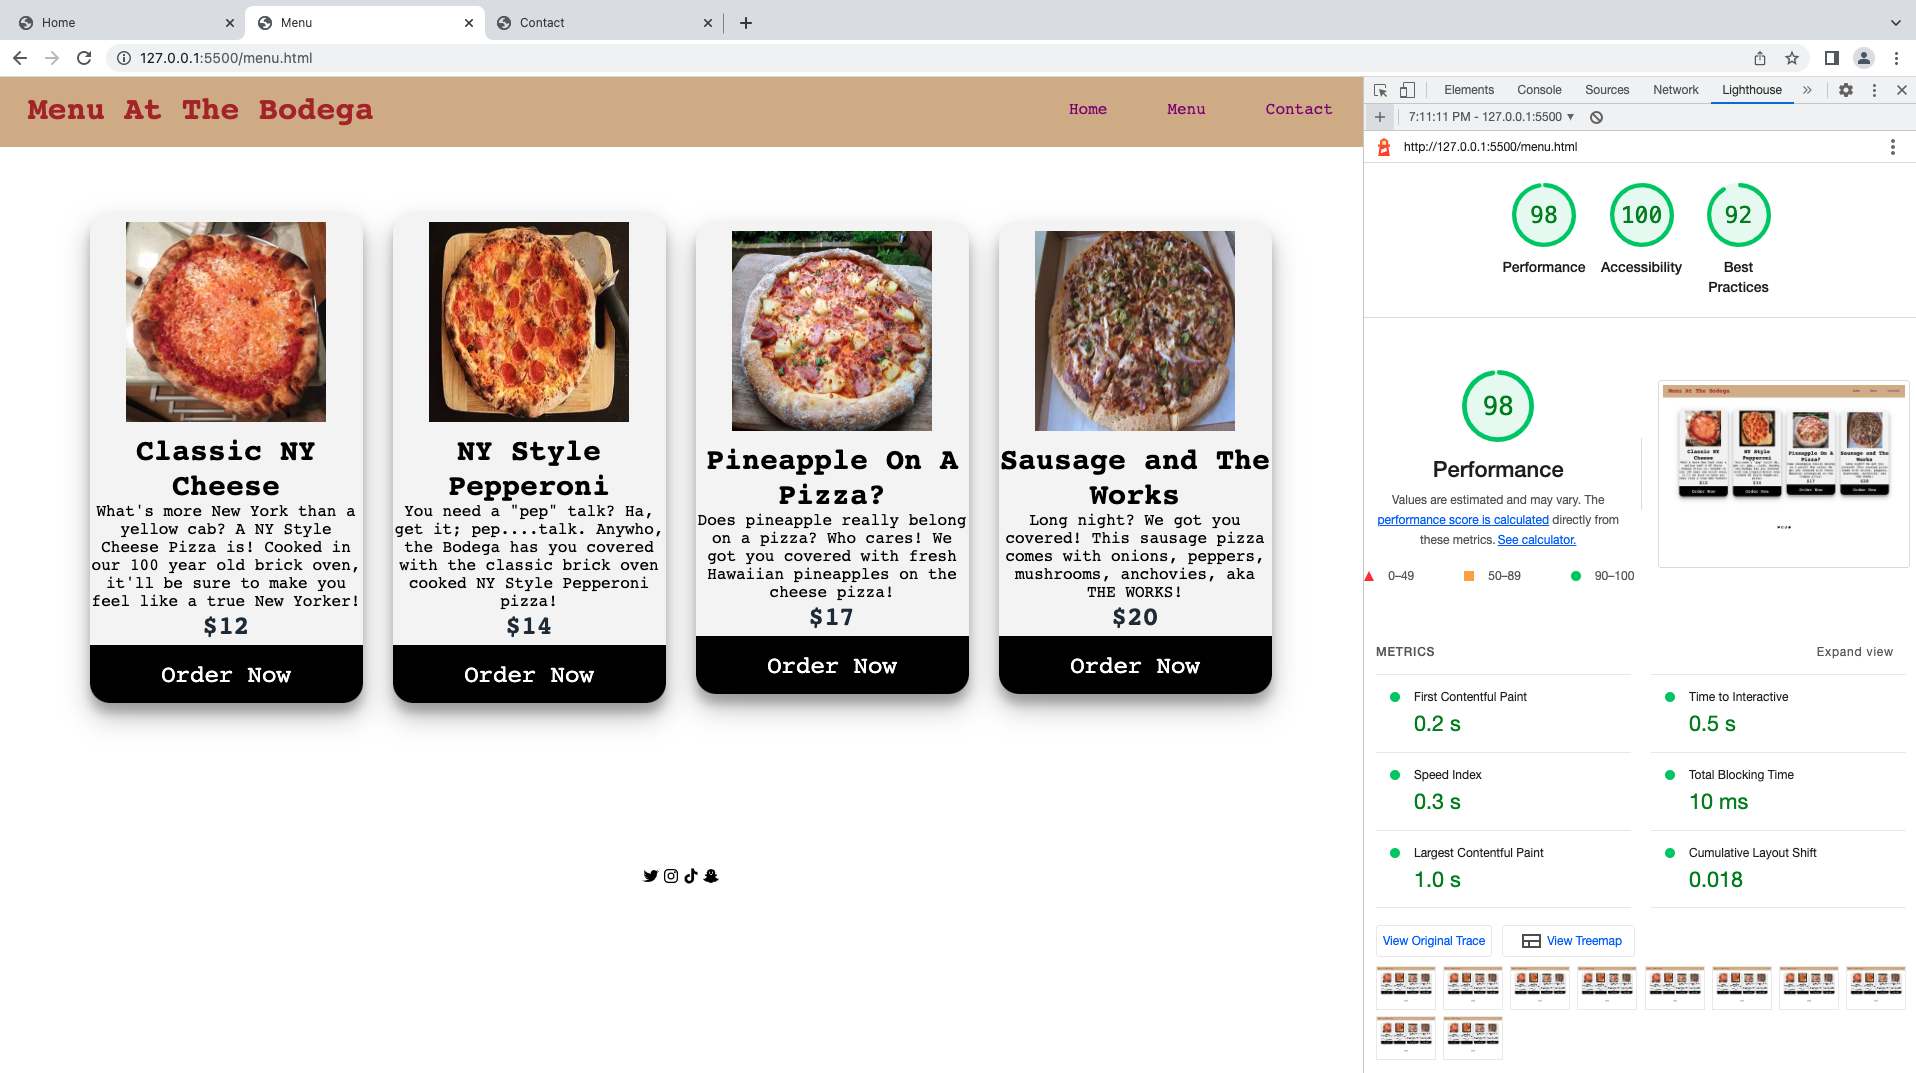 Home
Menu
Contact
127.0.0.1:5500/menu.html
Menu At The Bodega
Home
Menu
Contact
Classic NY
Cheese
What's more New York than a
yellow cab? A NY Style
Cheese Pizza is! Cooked in
our 100 year old brick oven,
it'll be sure to make you
feel like a true New Yorker!
$12
Order Now
NY Style
Pepperoni
You need a "pep" talk? Ha,
get it; pep....talk. Anywho,
the Bodega has you covered
with the classic brick oven
cooked NY Style Pepperoni
pizza!
$14
Order Now
Pineapple On A
Pizza?
Does pineapple really belong
on a pizza? Who cares! We
got you covered with fresh
Hawaiian pineapples on the
cheese pizza!
$17
Order Now
Sausage and The
Works
Long night? We got you
covered! This sausage pizza
comes with onions, peppers,
mushrooms, anchovies, aka
THE WORKS!
$20
Order Now
Elements
Console
Sources
Network
Lighthouse
7:11:11 PM - 127.0.0.1:5500
http://127.0.0.1:5500/menu.html
98
Performance
100
Accessibility
92
Best
Practices
98
Performance
Values are estimated and may vary. The
performance score is calculated directly from
these metrics. See calculator.
0–49
50–89
90–100
METRICS
Expand view
First Contentful Paint
0.2 s
Time to Interactive
0.5 s
Speed Index
0.3 s
Total Blocking Time
10 ms
Largest Contentful Paint
1.0 s
Cumulative Layout Shift
0.018
View Original Trace
View Treemap